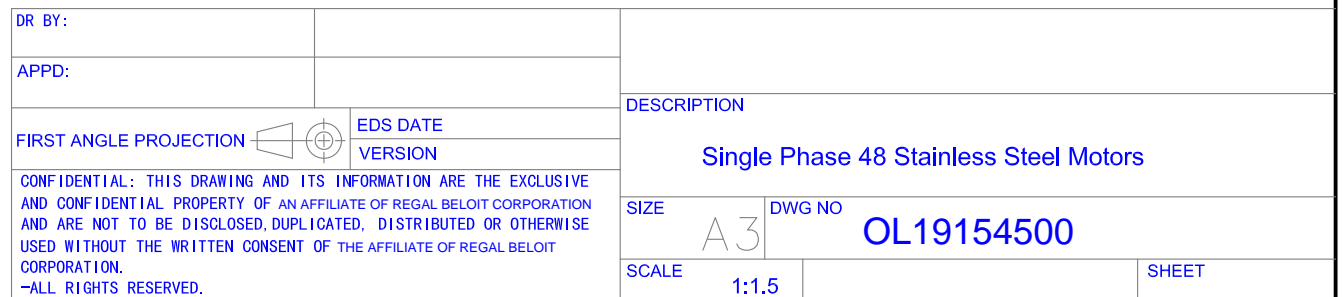 DR BY:
APPD:
FIRST ANGLE PROJECTION
EDS DATE
VERSION
CONFIDENTIAL: THIS DRAWING AND ITS INFORMATION ARE THE EXCLUSIVE
AND CONFIDENTIAL PROPERTY OF AN AFFILIATE OF REGAL BELOIT CORPORATION
AND ARE NOT TO BE DISCLOSED,DUPLICATED, DISTRIBUTED OR OTHERWISE
USED WITHOUT THE WRITTEN CONSENT OF THE AFFILIATE OF REGAL BELOIT
CORPORATION.
-ALL RIGHTS RESERVED.
DESCRIPTION
Single Phase 48 Stainless Steel Motors
SIZE
A3
DWG NO
OL19154500
SCALE
1:1.5
SHEET